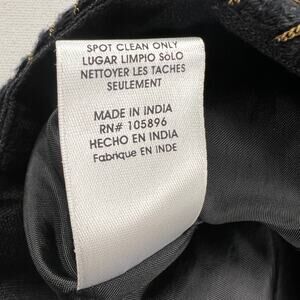 SPOT CLEAN ONLY
LUGAR LIMPIO SÓLO
NETTOYER LES TACHES
SEULEMENT
MADE IN INDIA
RN# 105896
HECHO EN INDIA
Fabrique EN INDE